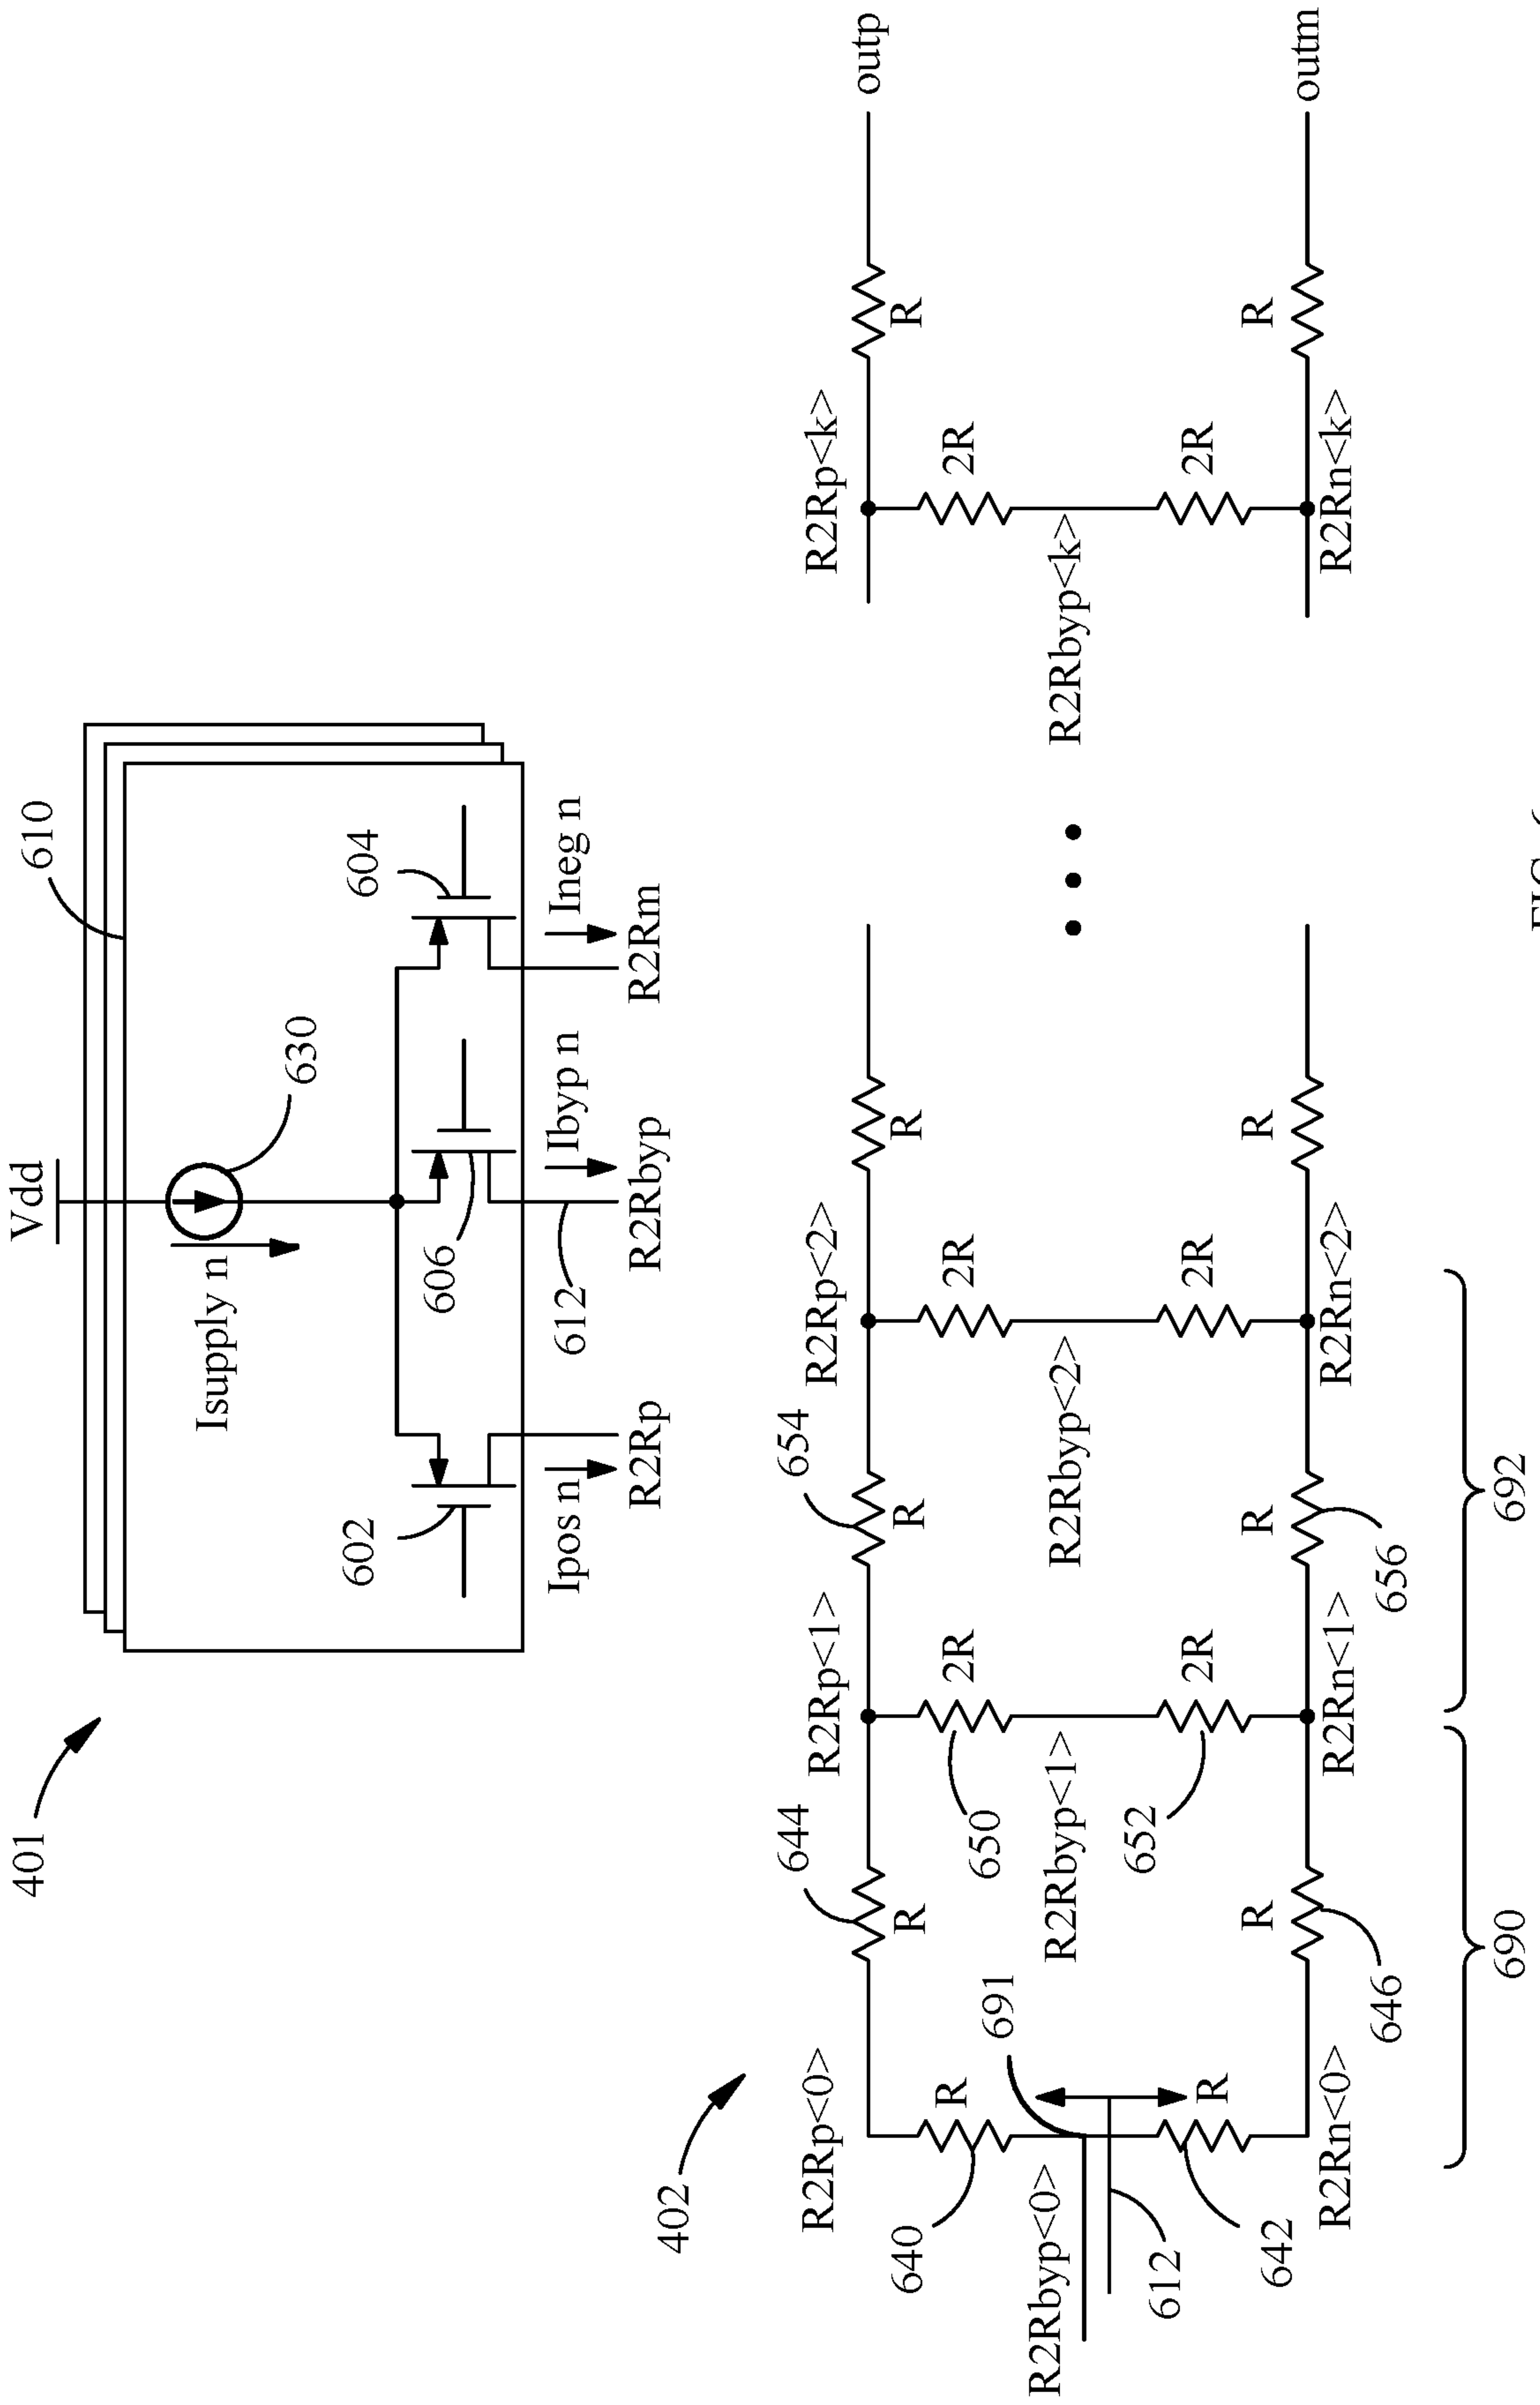 401
610
Vdd
Isupply n
630
602
606
604
Ipos n
Ibyp n
Ineg n
612
R2Rp
R2Rbyp
R2Rm
402
R2Rp<0>
644
R2Rp<1>
654
R2Rp<2>
R2Rp<k>
outp
R
R
R
R
640
R
650
2R
2R
2R
691
R2Rbyp<0>
R2Rbyp<1>
R2Rbyp<2>
R2Rbyp<k>
612
652
642
R
2R
2R
2R
R
R
R
R
R2Rn<0>
646
R2Rn<1>
656
R2Rn<2>
R2Rn<k>
outm
690
692